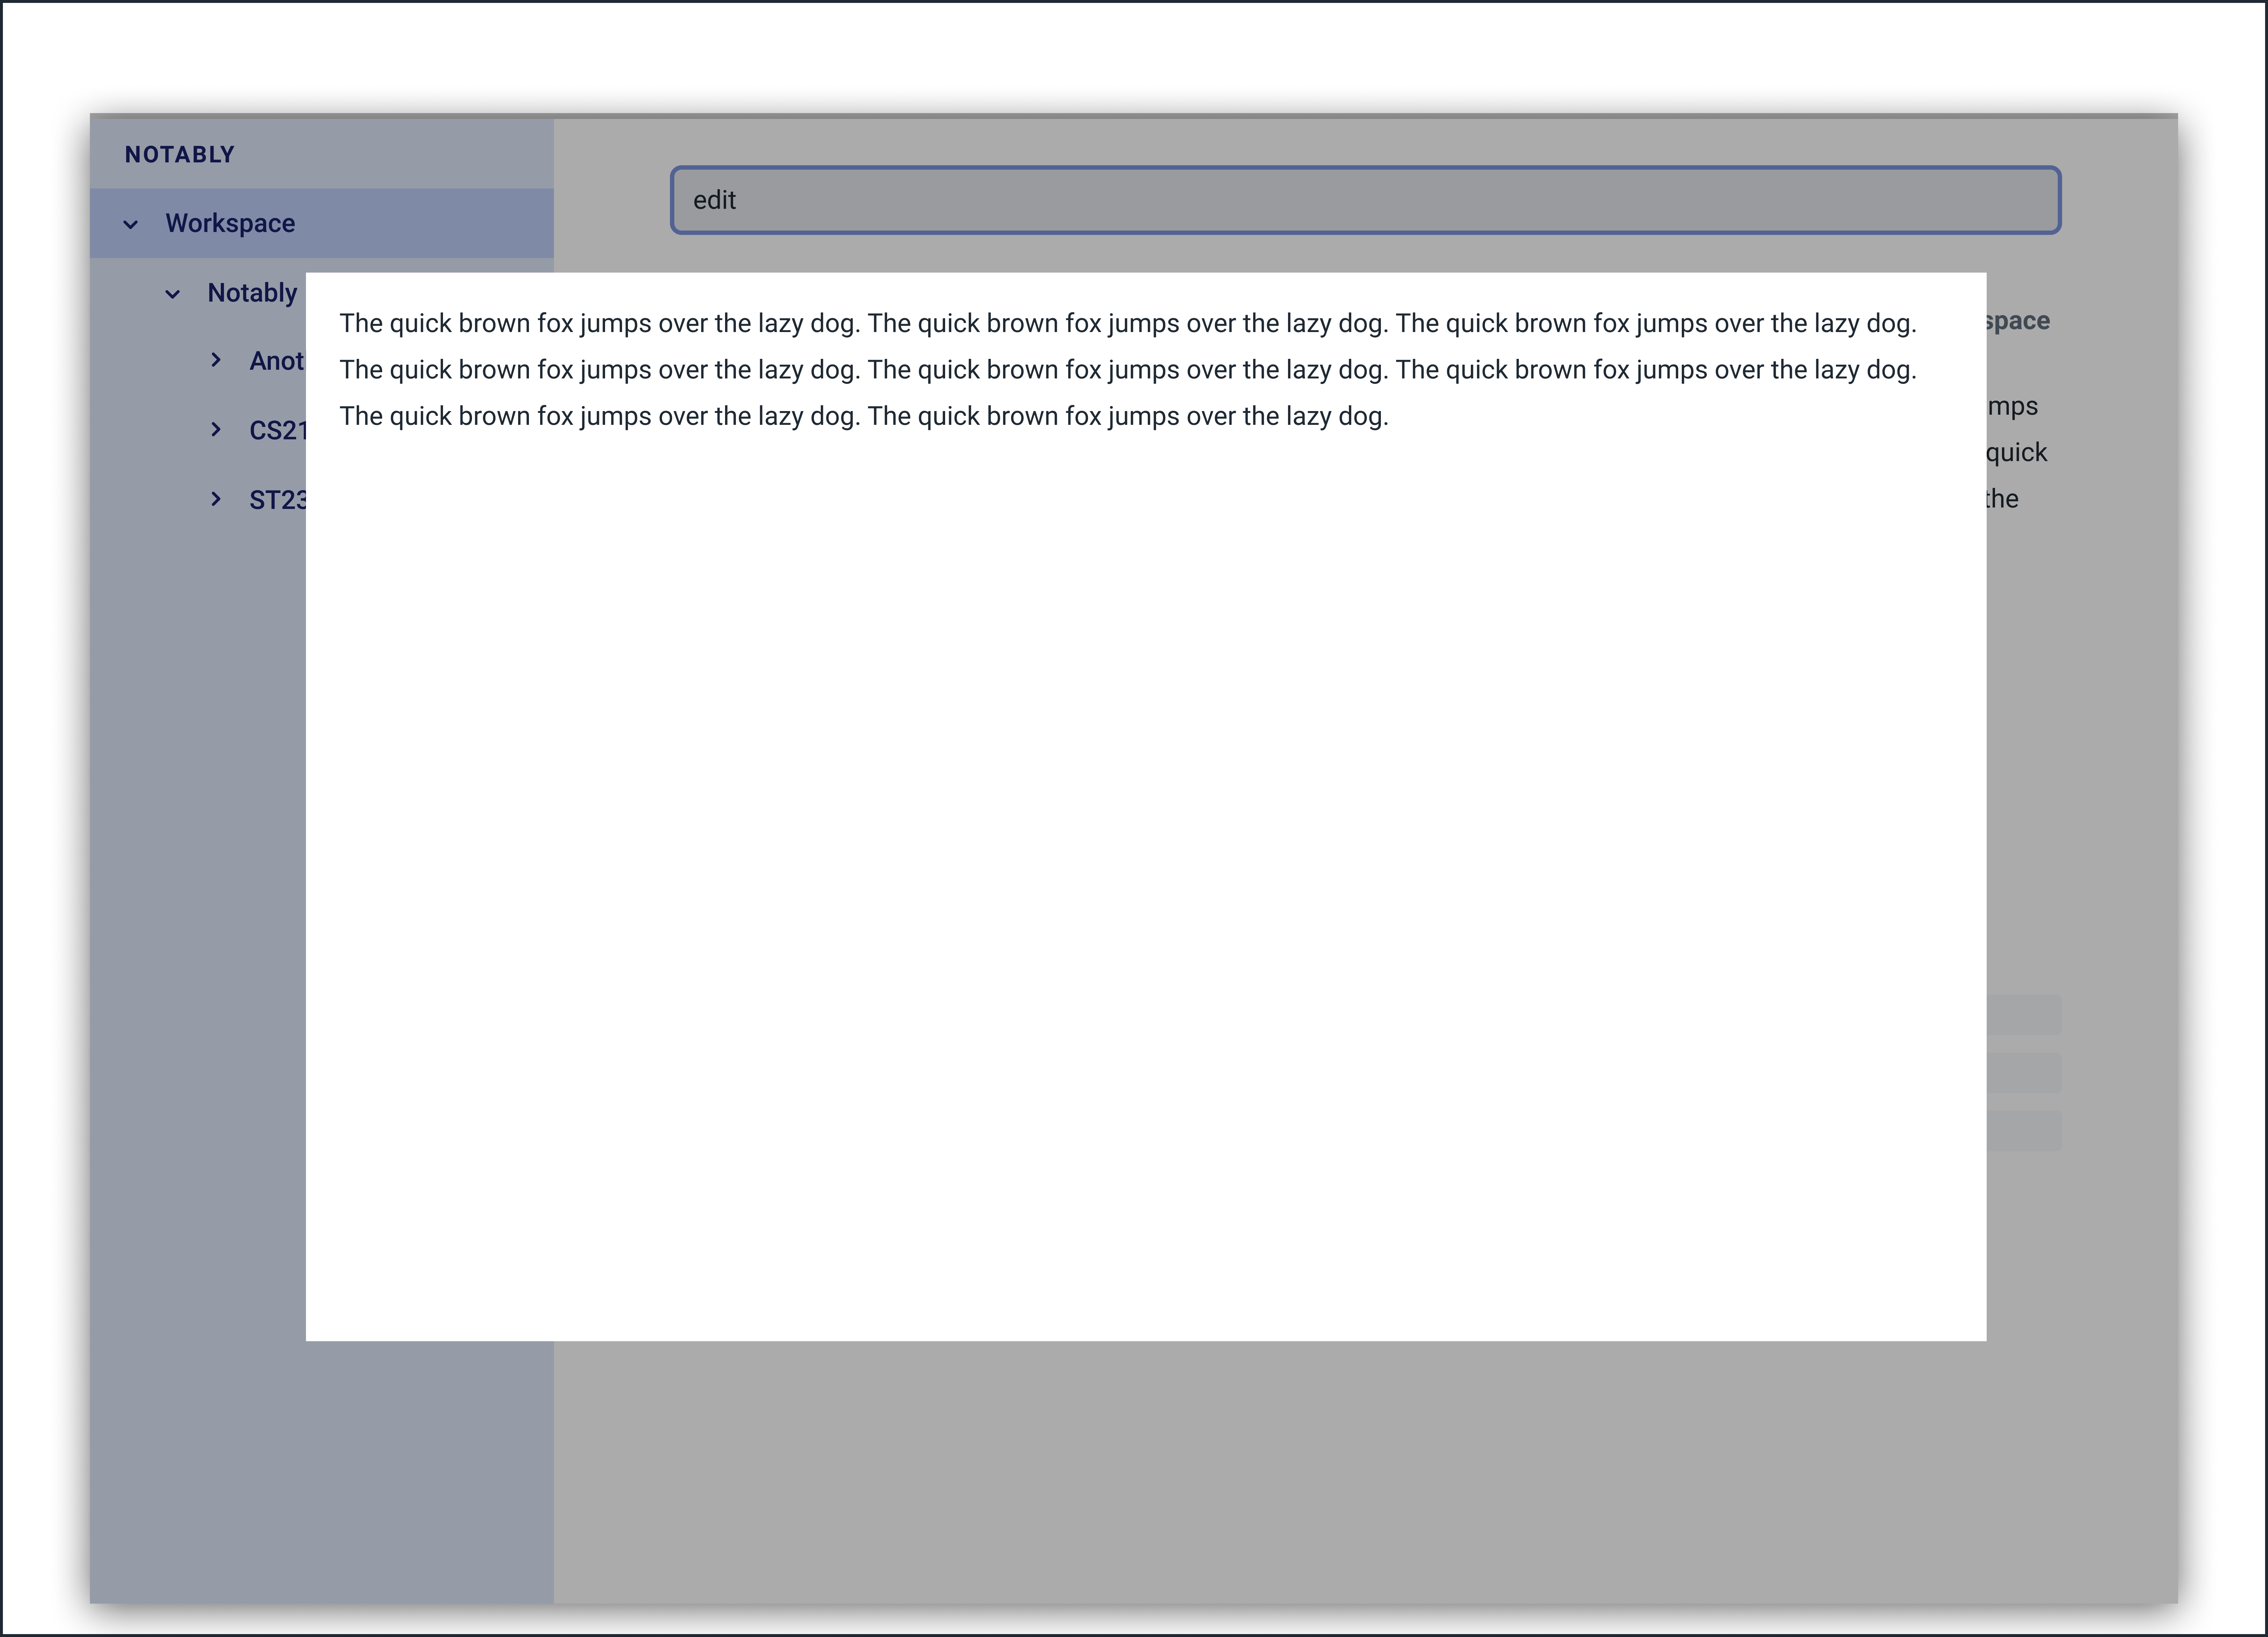 NOTABLY
edit
Workspace
Notably
The quick brown fox jumps over the lazy dog. The quick brown fox jumps over the lazy dog. The quick brown fox jumps over the lazy dog.
The quick brown fox jumps over the lazy dog. The quick brown fox jumps over the lazy dog. The quick brown fox jumps over the lazy dog.
The quick brown fox jumps over the lazy dog. The quick brown fox jumps over the lazy dog.
Anot
CS21
ST23
space
mps
quick
the